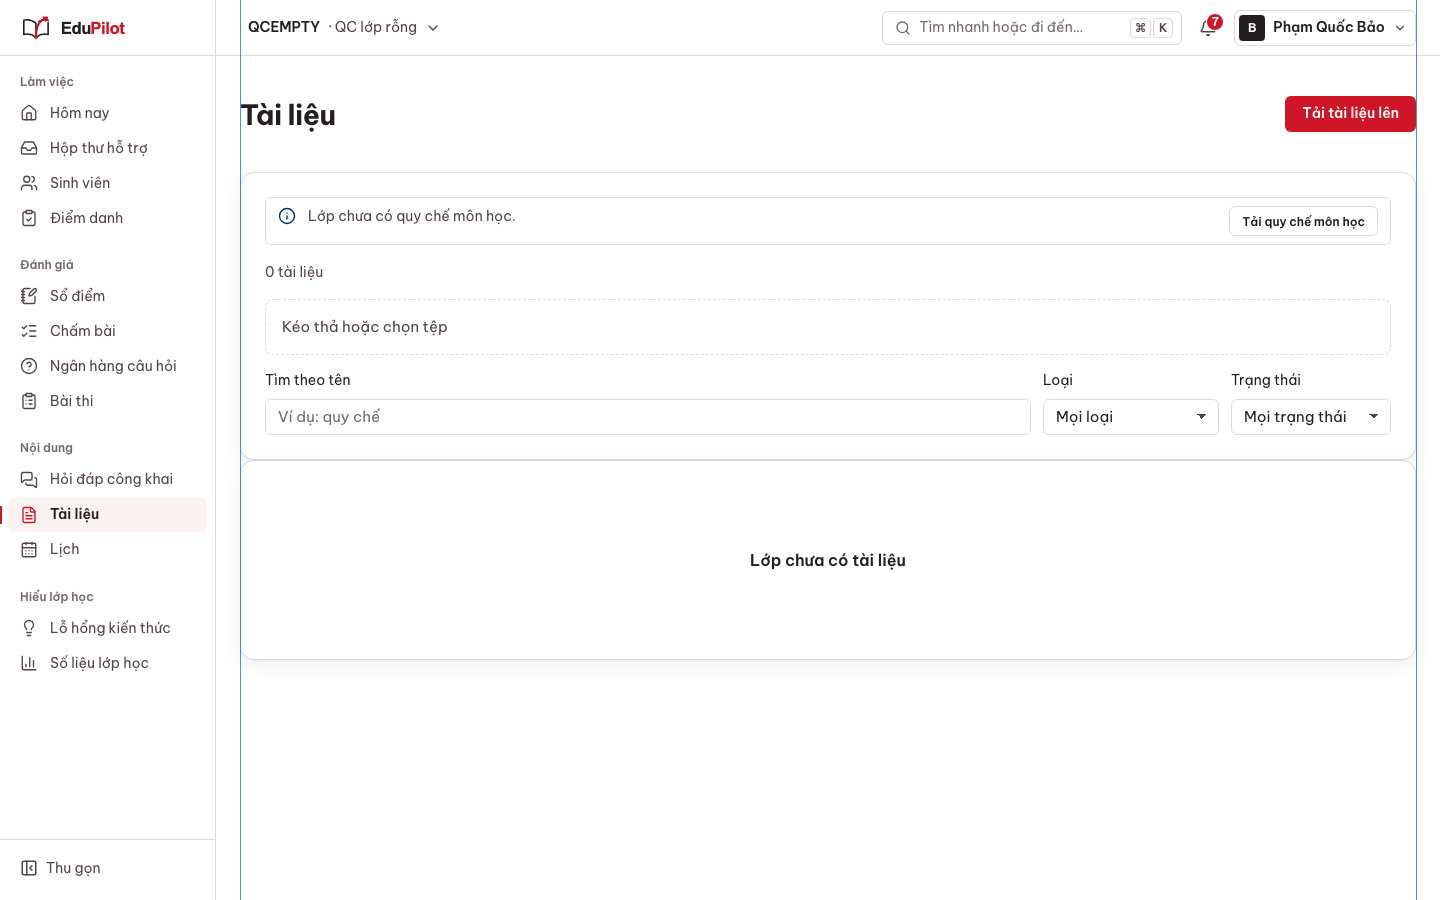 EduPilot
QCEMPTY · QC lớp rỗng
Tìm nhanh hoặc đi đến...
⌘ K
7
B Phạm Quốc Bảo
Làm việc
Hôm nay
Hộp thư hỗ trợ
Sinh viên
Điểm danh
Đánh giá
Sổ điểm
Chấm bài
Ngân hàng câu hỏi
Bài thi
Nội dung
Hỏi đáp công khai
Tài liệu
Lịch
Hiểu lớp học
Lỗ hổng kiến thức
Số liệu lớp học
Thu gọn
Tài liệu
Tải tài liệu lên
Lớp chưa có quy chế môn học.
Tải quy chế môn học
0 tài liệu
Kéo thả hoặc chọn tệp
Tìm theo tên
Loại
Trạng thái
Ví dụ: quy chế
Mọi loại
Mọi trạng thái
Lớp chưa có tài liệu